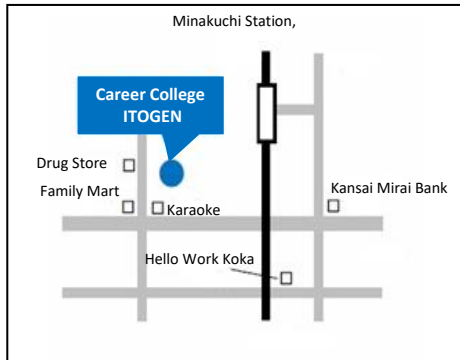 Minakuchi Station,
Career College
ITOGEN
Drug Store
Family Mart
Karaoke
Kansai Mirai Bank
Hello Work Koka